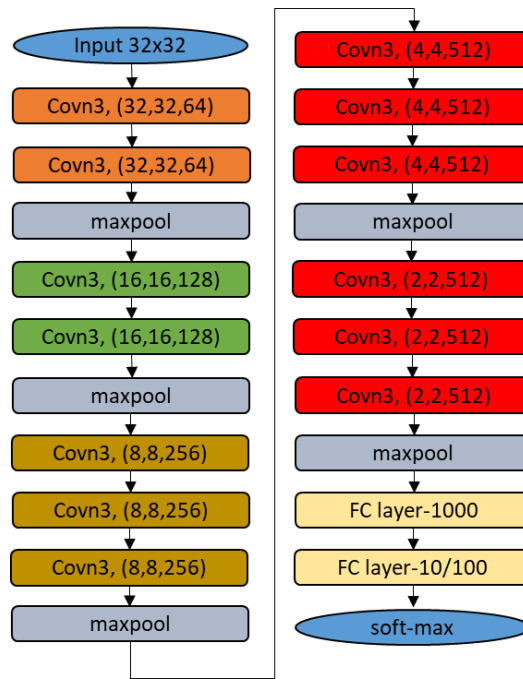 Input 32x32
Covn3, (32,32,64)
Covn3, (32,32,64)
maxpool
Covn3, (16,16,128)
Covn3, (16,16,128)
maxpool
Covn3, (8,8,256)
Covn3, (8,8,256)
Covn3, (8,8,256)
maxpool
Covn3, (4,4,512)
Covn3, (4,4,512)
Covn3, (4,4,512)
maxpool
Covn3, (2,2,512)
Covn3, (2,2,512)
Covn3, (2,2,512)
maxpool
FC layer-1000
FC layer-10/100
soft-max